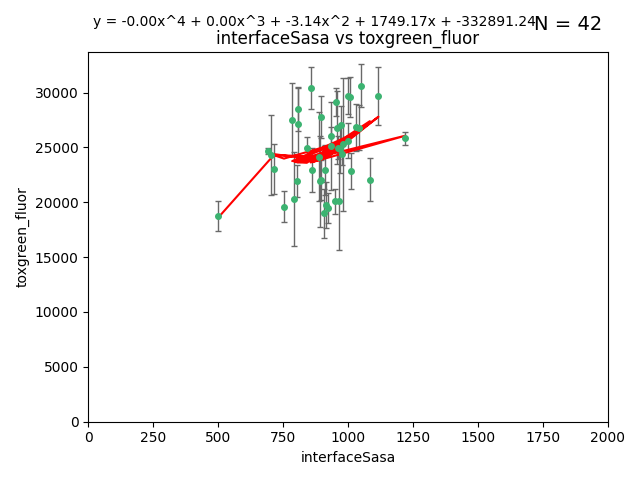 y = -0.00x^4 + 0.00x^3 + -3.14x^2 + 1749.17x + -332891.24
N = 42
interfaceSasa vs toxgreen_fluor
30000
25000
20000
15000
10000
5000
0
toxgreen_fluor
0 250 500 750 1000 1250 1500 1750 2000
interfaceSasa